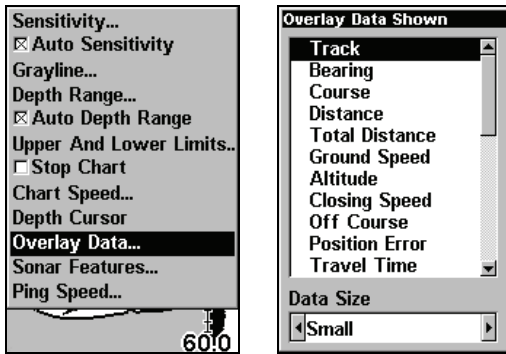 Sensitivity...
Auto Sensitivity
Grayline...
Depth Range...
Auto Depth Range
Upper And Lower Limits..
Stop Chart
Chart Speed...
Depth Cursor
Overlay Data...
Sonar Features...
Ping Speed...
60.0
Overlay Data Shown
Track
Bearing
Course
Distance
Total Distance
Ground Speed
Altitude
Closing Speed
Off Course
Position Error
Travel Time
Data Size
Small